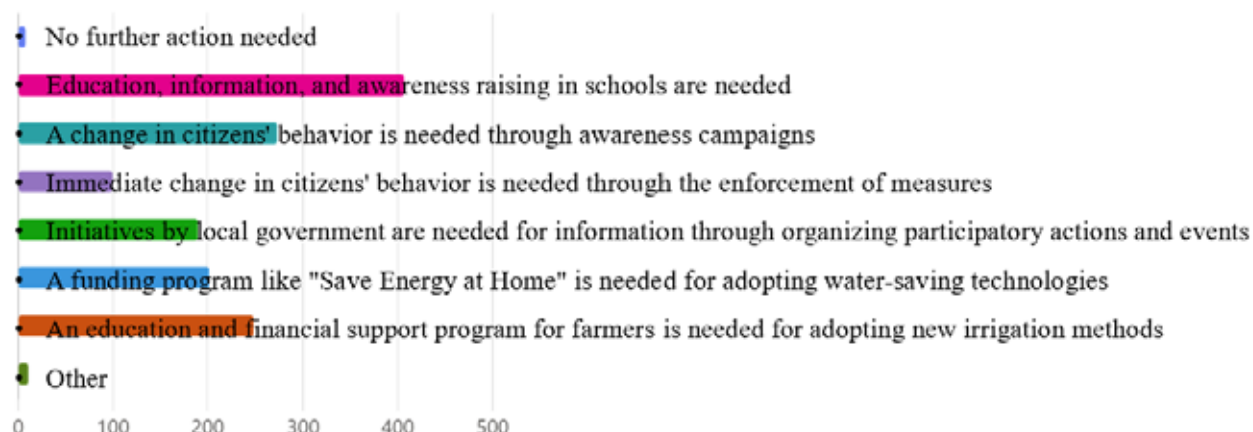 No further action needed
Education, information, and awareness raising in schools are needed
A change in citizens' behavior is needed through awareness campaigns
Immediate change in citizens' behavior is needed through the enforcement of measures
Initiatives by local government are needed for information through organizing participatory actions and events
A funding program like "Save Energy at Home" is needed for adopting water-saving technologies
An education and financial support program for farmers is needed for adopting new irrigation methods
Other
0 100 200 300 400 500